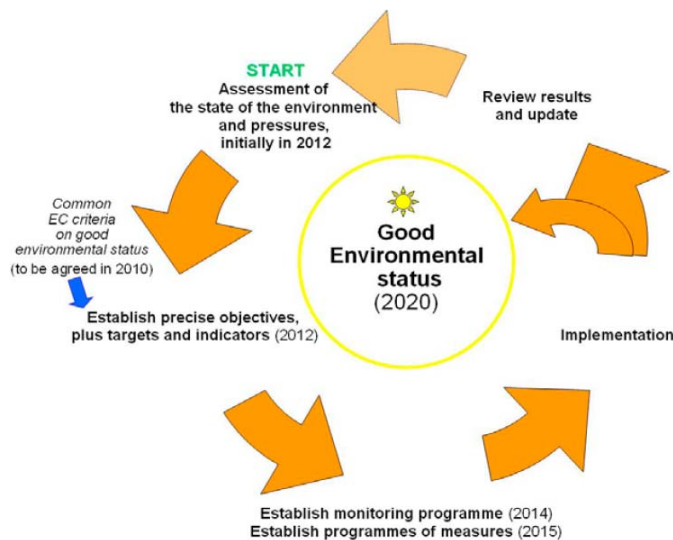 START
Assessment of
the state of the environment
and pressures,
initially in 2012
Review results
and update
Common
EC criteria
on good
environmental status
(to be agreed in 2010)
Good
Environmental
status
(2020)
Establish precise objectives,
plus targets and indicators (2012)
Implementation
Establish monitoring programme (2014)
Establish programmes of measures (2015)